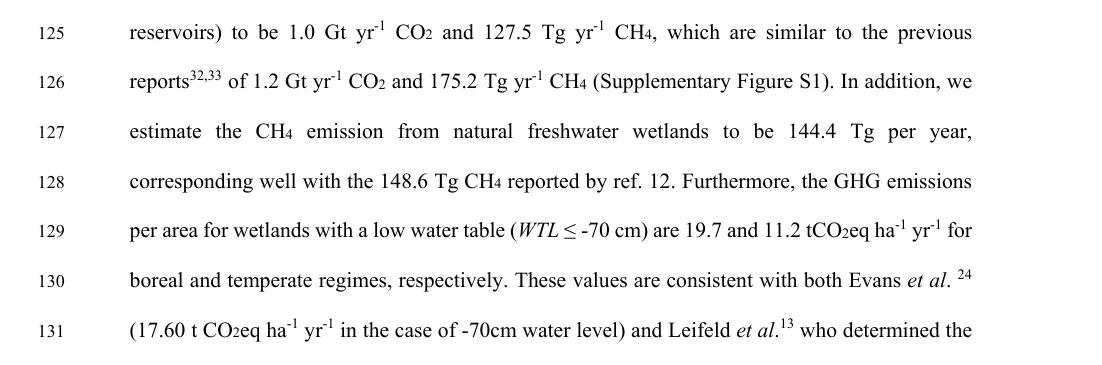 125 reservoirs) to be 1.0 Gt yr⁻¹ CO₂ and 127.5 Tg yr⁻¹ CH₄, which are similar to the previous
126 reports³²,³³ of 1.2 Gt yr⁻¹ CO₂ and 175.2 Tg yr⁻¹ CH₄ (Supplementary Figure S1). In addition, we
127 estimate the CH₄ emission from natural freshwater wetlands to be 144.4 Tg per year,
128 corresponding well with the 148.6 Tg CH₄ reported by ref. 12. Furthermore, the GHG emissions
129 per area for wetlands with a low water table (WTL ≤ -70 cm) are 19.7 and 11.2 tCO₂eq ha⁻¹ yr⁻¹ for
130 boreal and temperate regimes, respectively. These values are consistent with both Evans et al. ²⁴
131 (17.60 t CO₂eq ha⁻¹ yr⁻¹ in the case of -70cm water level) and Leifeld et al.¹³ who determined the